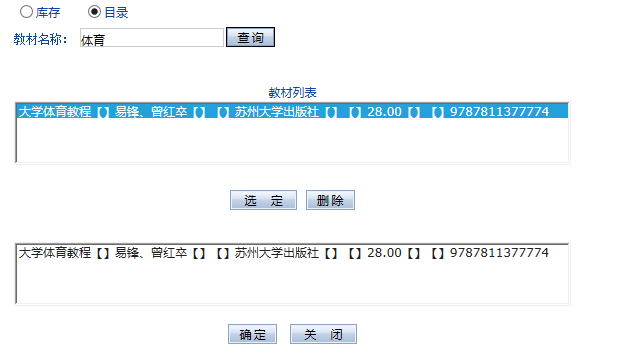 库存 目录
教材名称： 体育 查询
教材列表
大学体育教程【】易锋、曾红卒【】【】苏州大学出版社【】【】28.00【】【】9787811377774
选 定 删除
大学体育教程【】易锋、曾红卒【】【】苏州大学出版社【】【】28.00【】【】9787811377774
确定 关 闭